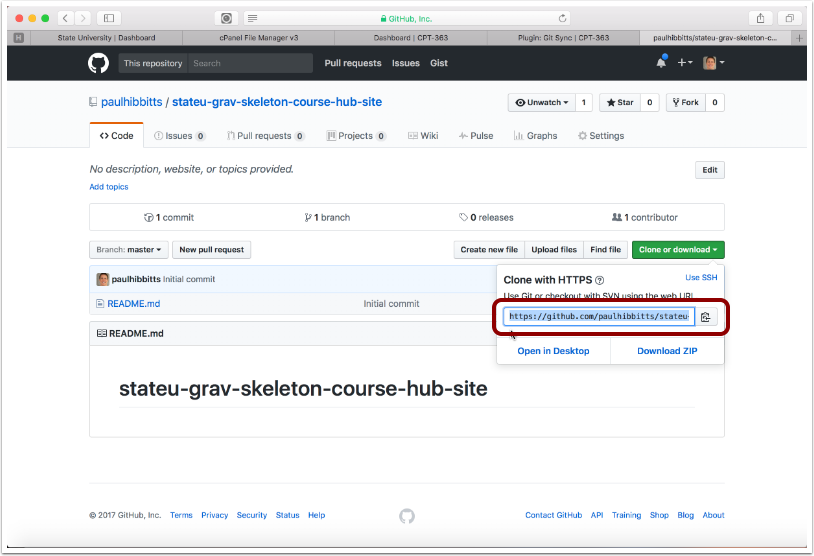 GitHub, Inc.
H State University | Dashboard cPanel File Manager v3 Dashboard | CPT-363 Plugin: Git Sync | CPT-363 paulhibbitts/stateu-grav-skeleton-c...
This repository Search Pull requests Issues Gist
paulhibbitts / stateu-grav-skeleton-course-hub-site Unwatch 1 Star 0 Fork 0
Code Issues 0 Pull requests 0 Projects 0 Wiki Pulse Graphs Settings
No description, website, or topics provided. Edit
Add topics
1 commit 1 branch 0 releases 1 contributor
Branch: master New pull request Create new file Upload files Find file Clone or download
paulhibbitts Initial commit
Clone with HTTPS ? Use SSH
Use Git or checkout with SVN using the web URL.
README.md Initial commit
https://github.com/paulhibbitts/stateu-
README.md
Open in Desktop Download ZIP
stateu-grav-skeleton-course-hub-site
© 2017 GitHub, Inc. Terms Privacy Security Status Help Contact GitHub API Training Shop Blog About